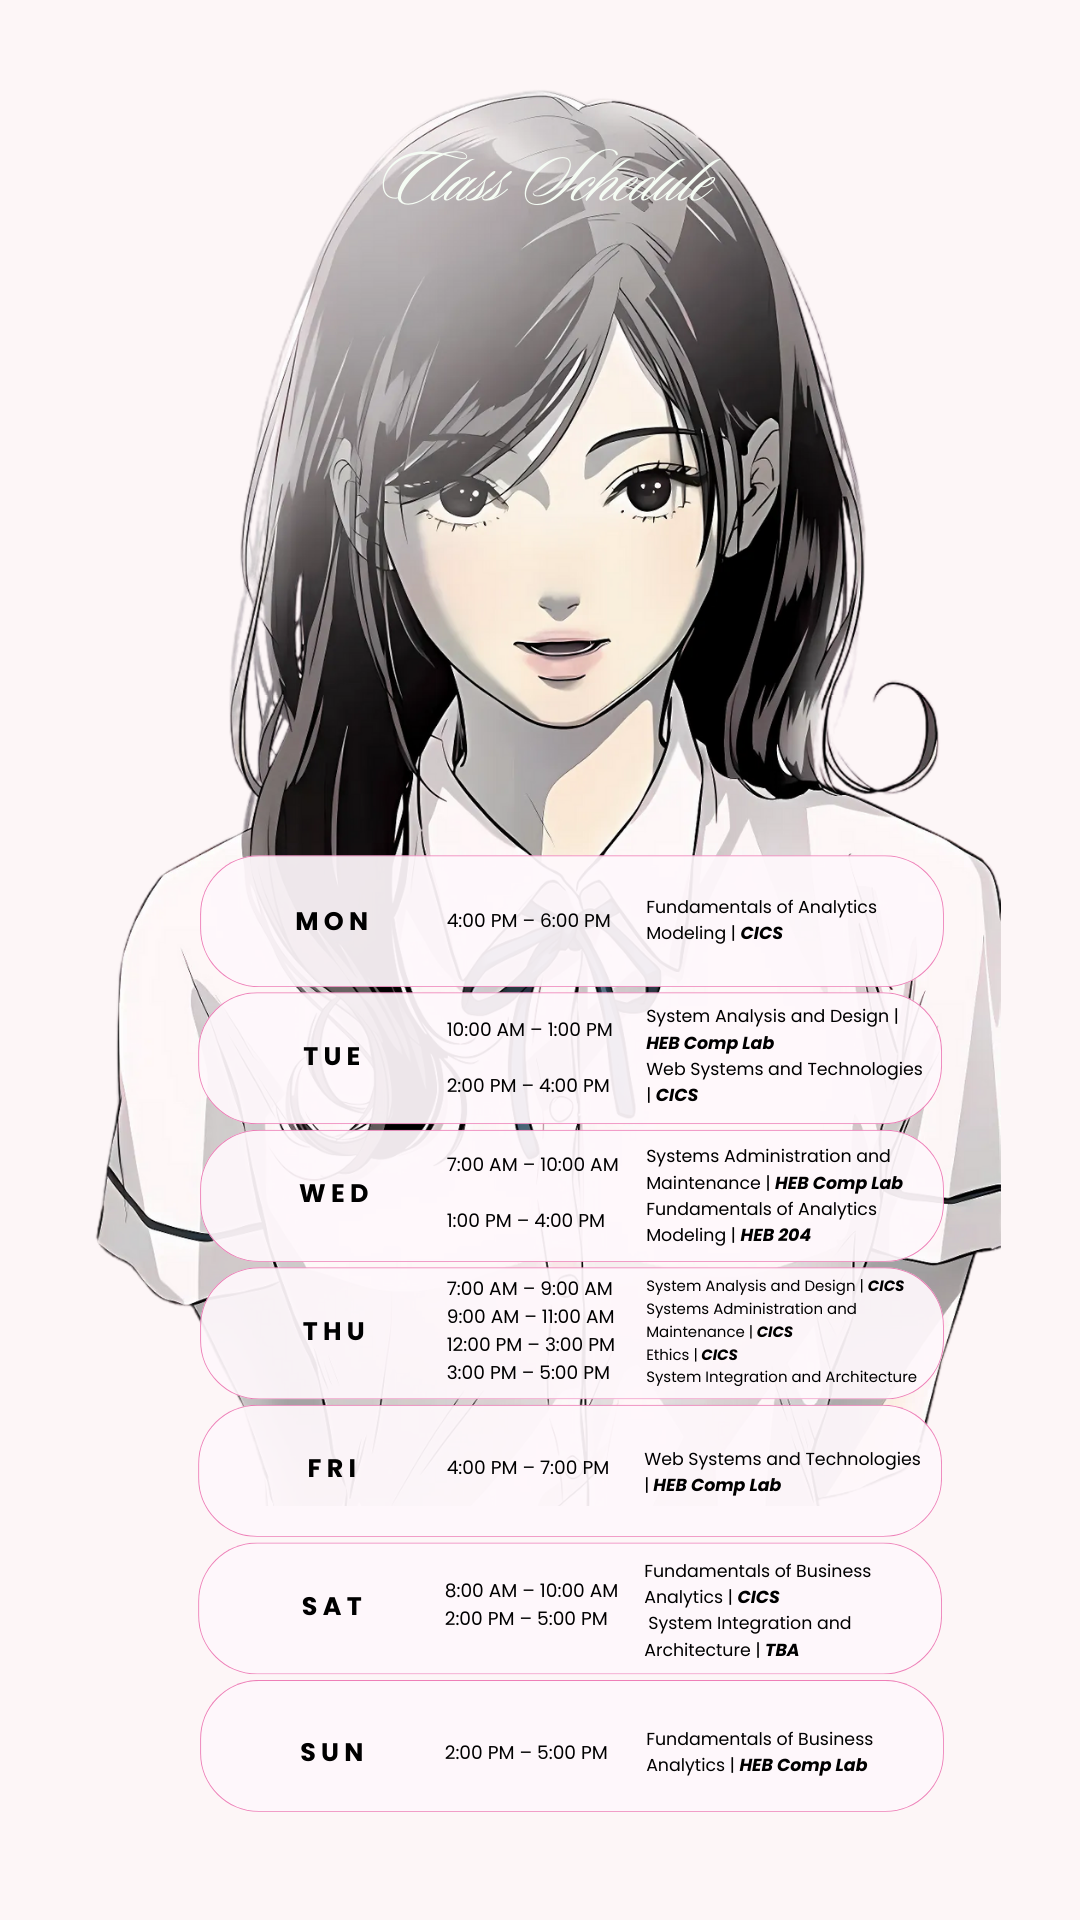 Class Schedule
MON
4:00 PM – 6:00 PM
Fundamentals of Analytics
Modeling | CICS
TUE
10:00 AM – 1:00 PM
2:00 PM – 4:00 PM
System Analysis and Design |
HEB Comp Lab
Web Systems and Technologies
| CICS
WED
7:00 AM – 10:00 AM
1:00 PM – 4:00 PM
Systems Administration and
Maintenance | HEB Comp Lab
Fundamentals of Analytics
Modeling | HEB 204
THU
7:00 AM – 9:00 AM
9:00 AM – 11:00 AM
12:00 PM – 3:00 PM
3:00 PM – 5:00 PM
System Analysis and Design | CICS
Systems Administration and
Maintenance | CICS
Ethics | CICS
System Integration and Architecture
FRI
4:00 PM – 7:00 PM
Web Systems and Technologies
| HEB Comp Lab
SAT
8:00 AM – 10:00 AM
2:00 PM – 5:00 PM
Fundamentals of Business
Analytics | CICS
System Integration and
Architecture | TBA
SUN
2:00 PM – 5:00 PM
Fundamentals of Business
Analytics | HEB Comp Lab